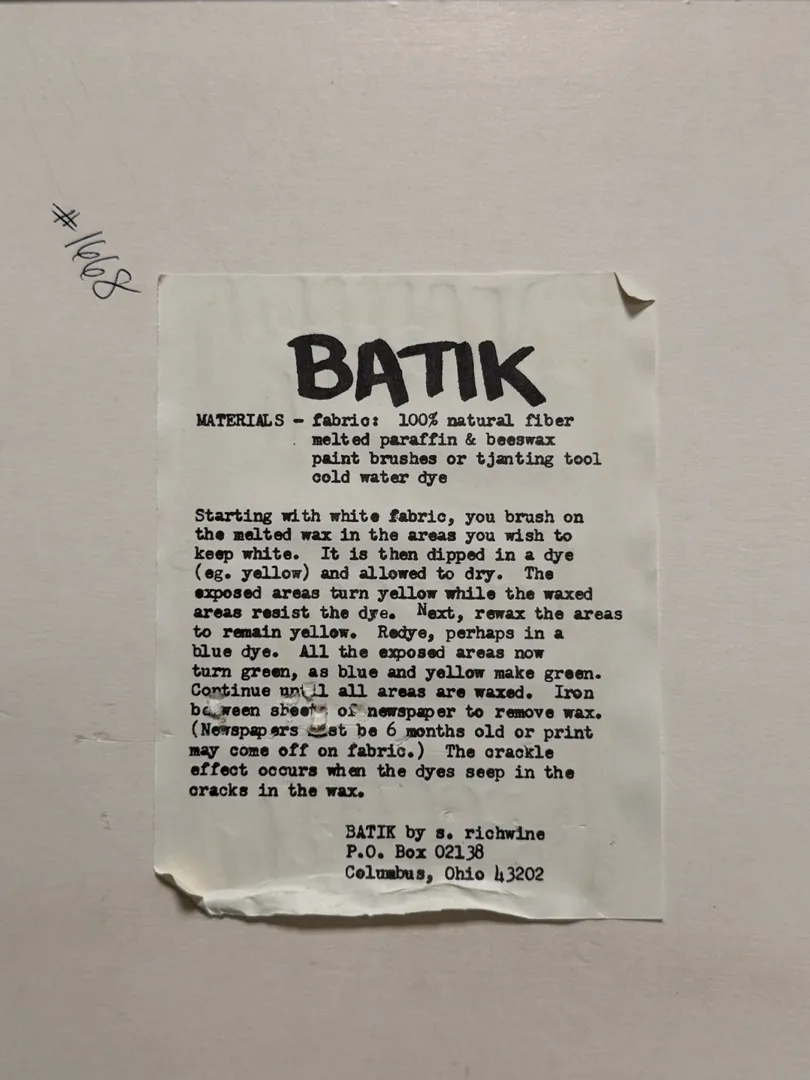 #1668
BATIK
MATERIALS - fabric: 100% natural fiber
melted paraffin & beeswax
paint brushes or tjanting tool
cold water dye
Starting with white fabric, you brush on
the melted wax in the areas you wish to
keep white. It is then dipped in a dye
(eg. yellow) and allowed to dry. The
exposed areas turn yellow while the waxed
areas resist the dye. Next, rewax the areas
to remain yellow. Redye, perhaps in a
blue dye. All the exposed areas now
turn green, as blue and yellow make green.
Continue until all areas are waxed. Iron
between sheets of newspaper to remove wax.
(Newspapers must be 6 months old or print
may come off on fabric.) The crackle
effect occurs when the dyes seep in the
cracks in the wax.
BATIK by s. richwine
P.O. Box 02138
Columbus, Ohio 43202